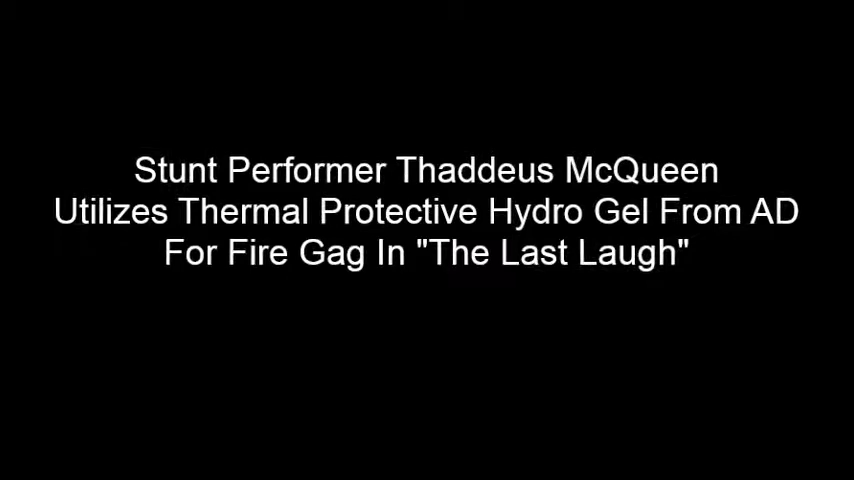 Stunt Performer Thaddeus McQueen
Utilizes Thermal Protective Hydro Gel From AD
For Fire Gag In "The Last Laugh"